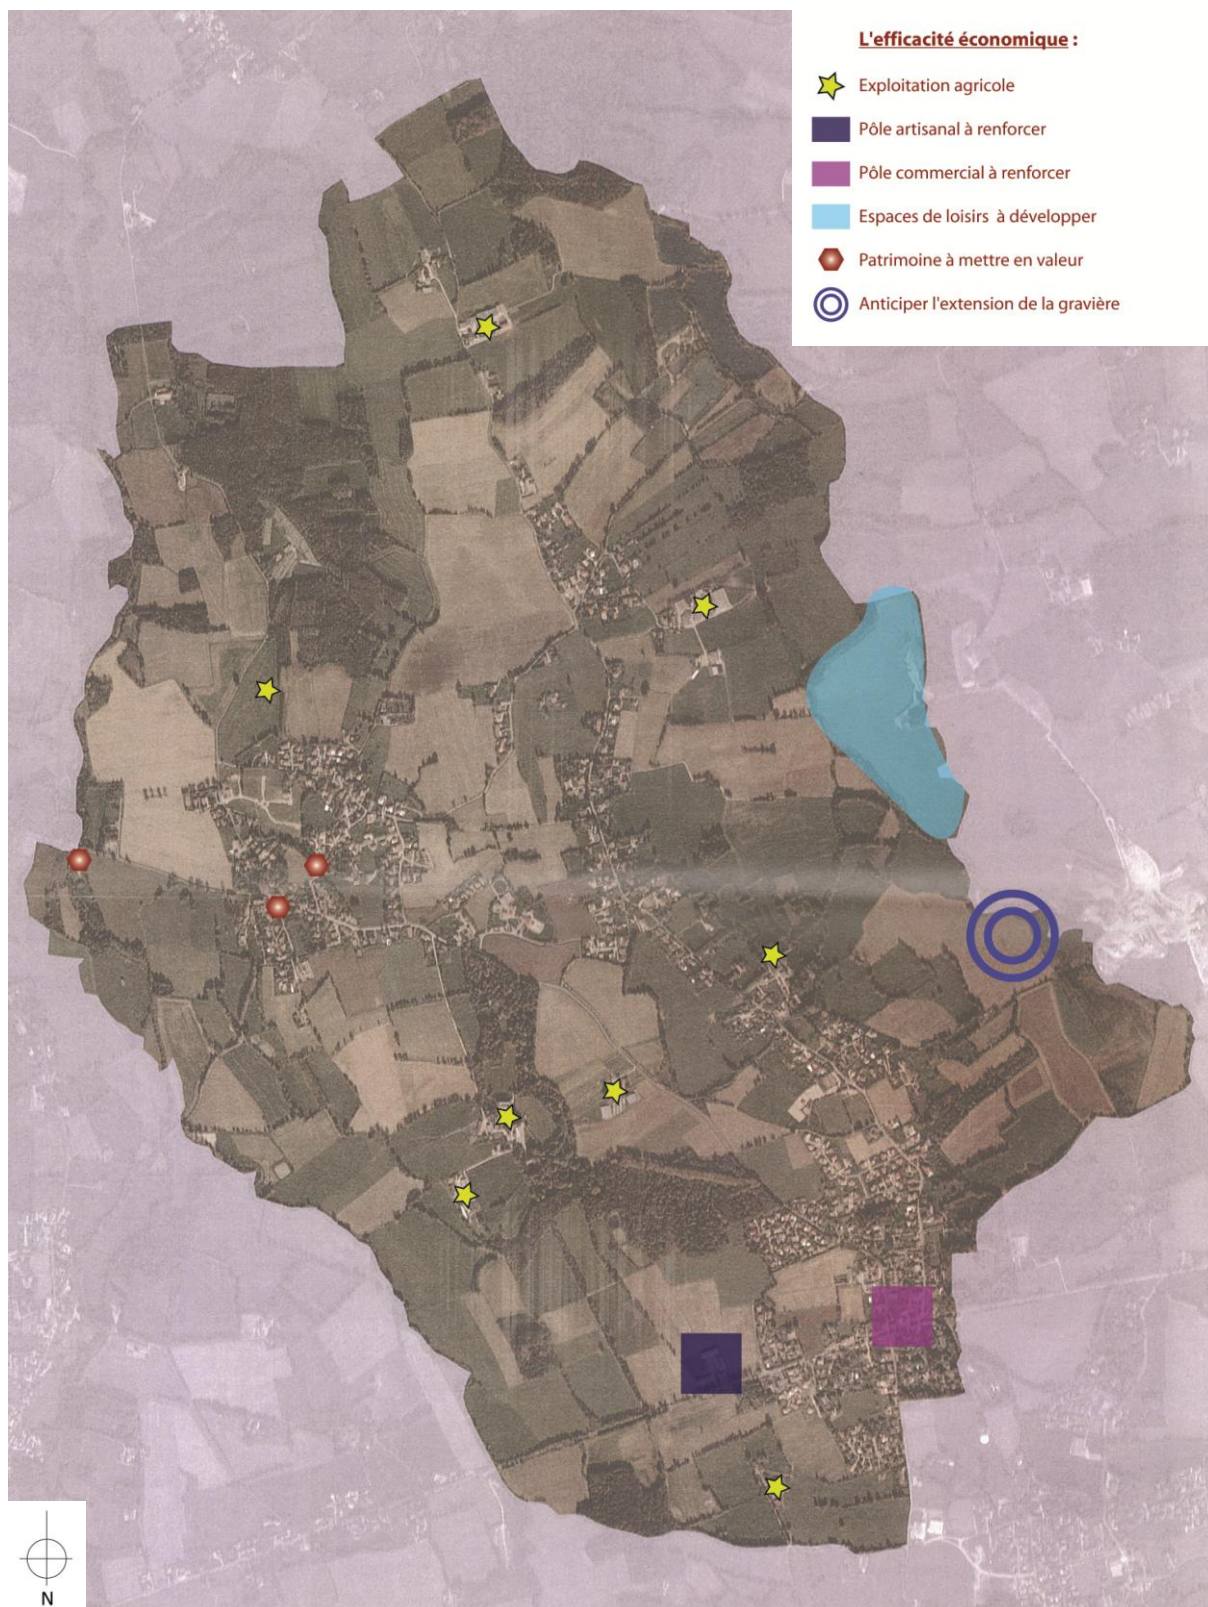 L'efficacité économique :
Exploitation agricole
Pôle artisanal à renforcer
Pôle commercial à renforcer
Espaces de loisirs à développer
Patrimoine à mettre en valeur
Anticiper l'extension de la gravière
N